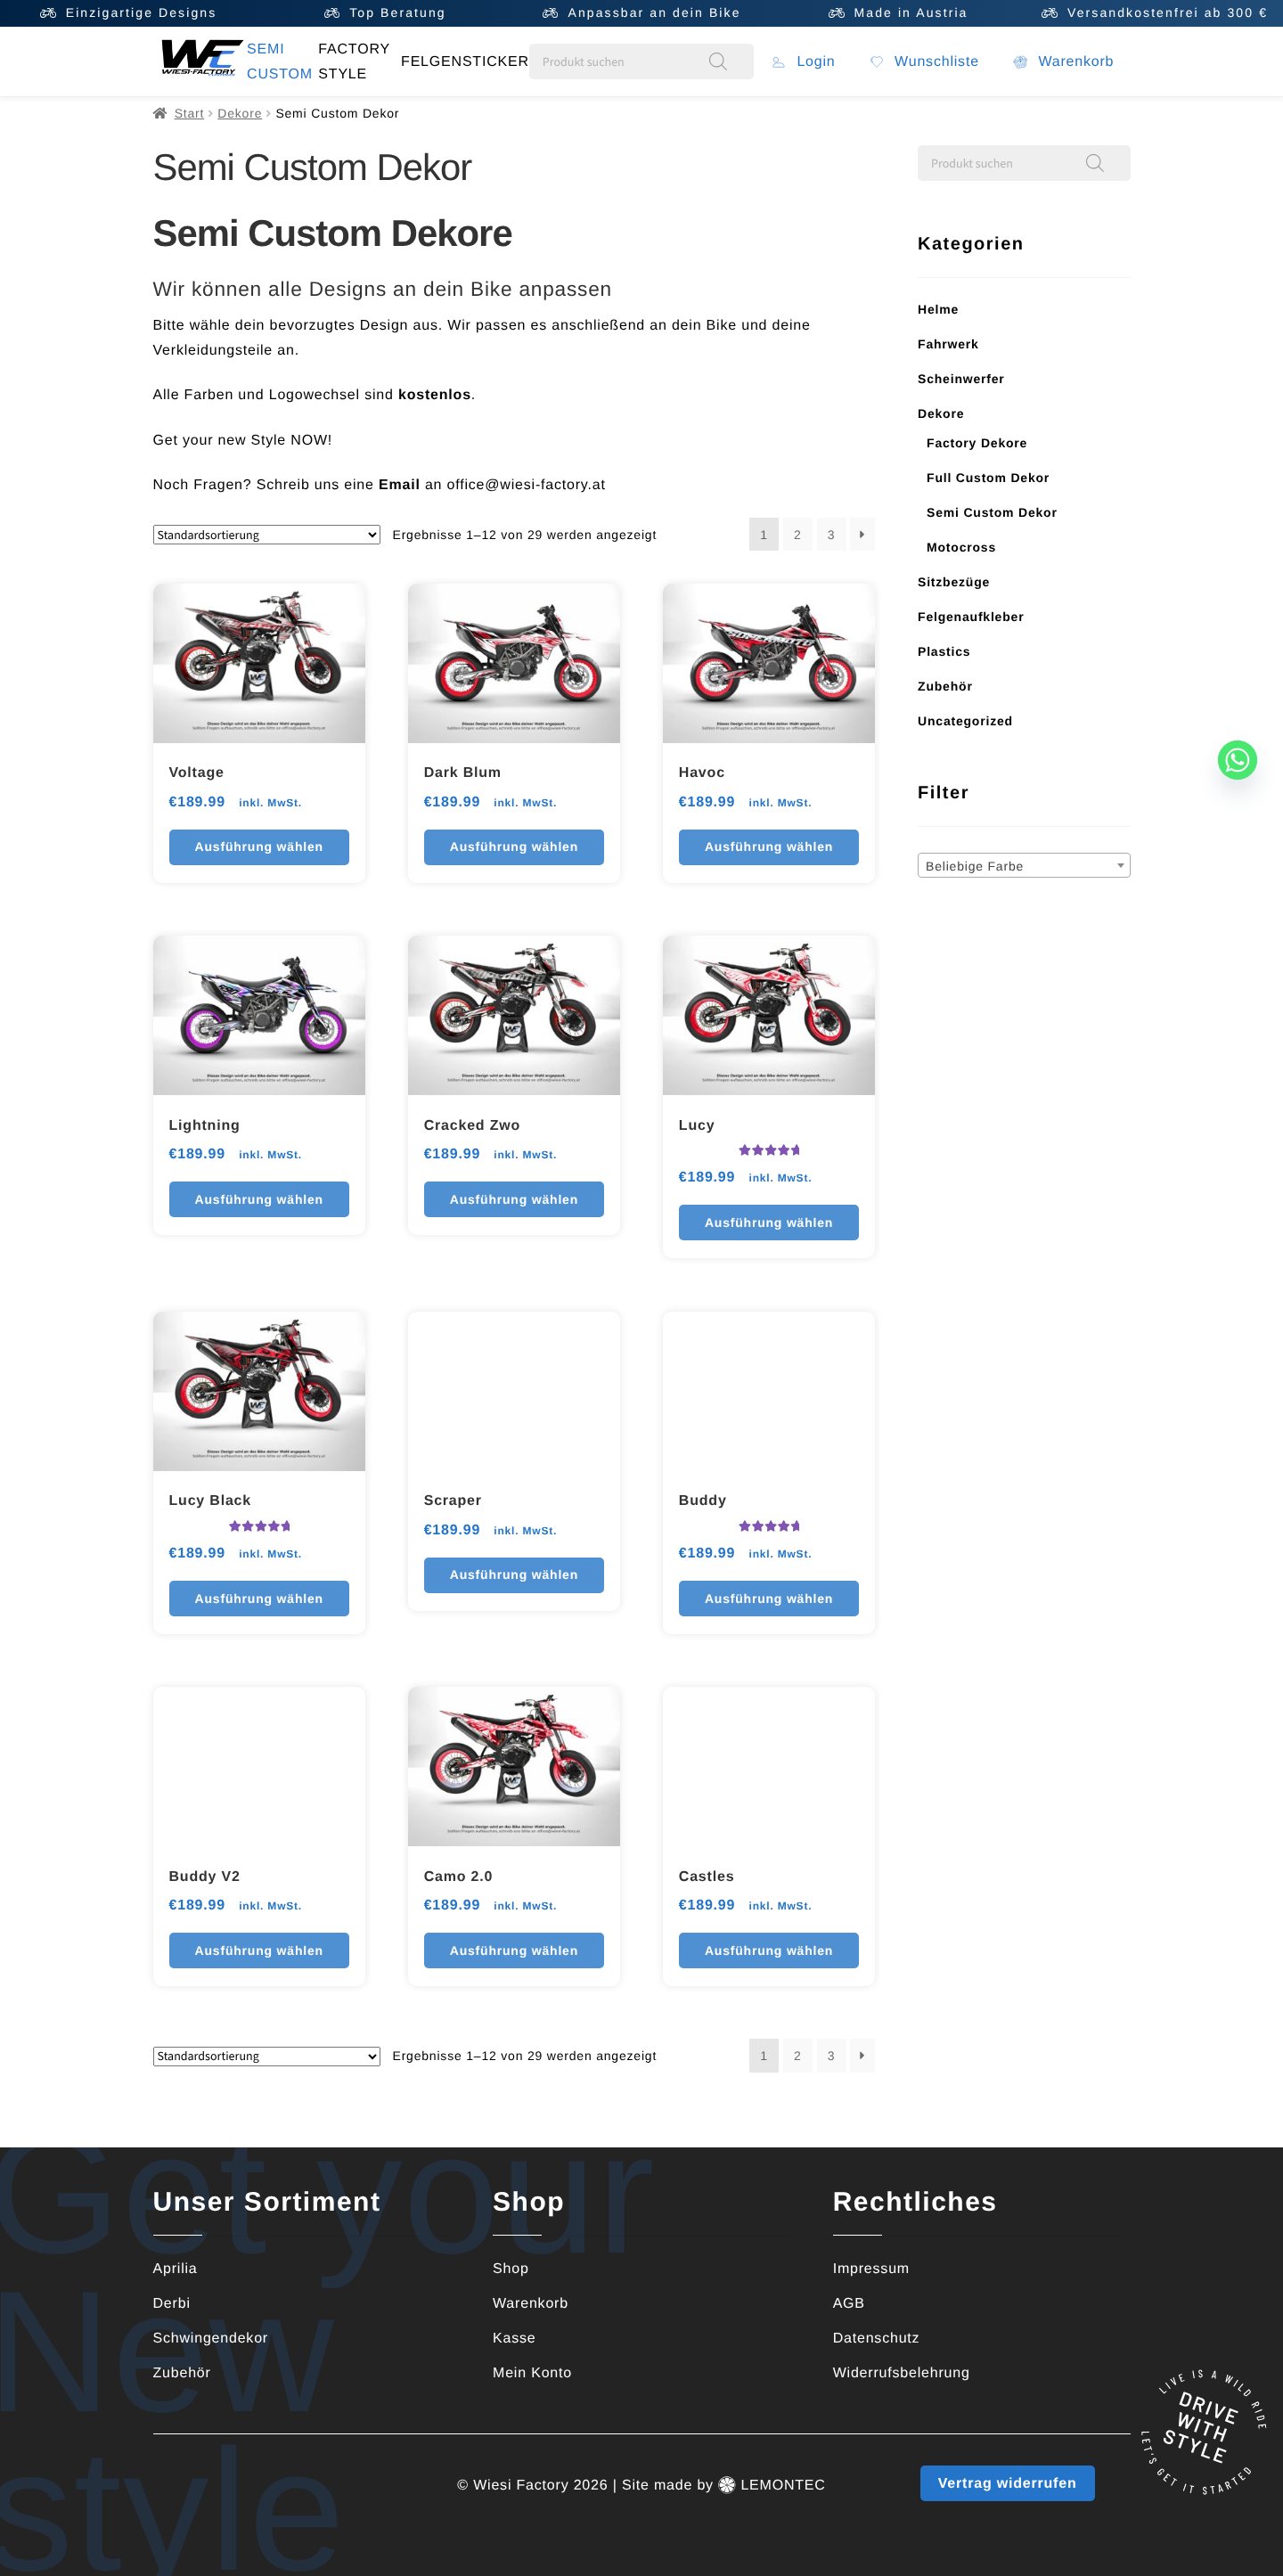 Einzigartige Designs
Top Beratung
Anpassbar an dein Bike
Made in Austria
Versandkostenfrei ab 300 €
WIESI-FACTORY
SEMI CUSTOM
FACTORY STYLE
FELGENSTICKER
Produkt suchen
Login
Wunschliste
Warenkorb
Start
Dekore
Semi Custom Dekor
Semi Custom Dekor
Semi Custom Dekore
Wir können alle Designs an dein Bike anpassen
Bitte wähle dein bevorzugtes Design aus. Wir passen es anschließend an dein Bike und deine
Verkleidungsteile an.
Alle Farben und Logowechsel sind kostenlos.
Get your new Style NOW!
Noch Fragen? Schreib uns eine Email an office@wiesi-factory.at
Standardsortierung
Ergebnisse 1–12 von 29 werden angezeigt
1
2
3
Voltage
€189.99 inkl. MwSt.
Ausführung wählen
Dark Blum
€189.99 inkl. MwSt.
Ausführung wählen
Havoc
€189.99 inkl. MwSt.
Ausführung wählen
Lightning
€189.99 inkl. MwSt.
Ausführung wählen
Cracked Zwo
€189.99 inkl. MwSt.
Ausführung wählen
Lucy
€189.99 inkl. MwSt.
Ausführung wählen
Lucy Black
€189.99 inkl. MwSt.
Ausführung wählen
Scraper
€189.99 inkl. MwSt.
Ausführung wählen
Buddy
€189.99 inkl. MwSt.
Ausführung wählen
Buddy V2
€189.99 inkl. MwSt.
Ausführung wählen
Camo 2.0
€189.99 inkl. MwSt.
Ausführung wählen
Castles
€189.99 inkl. MwSt.
Ausführung wählen
Standardsortierung
Ergebnisse 1–12 von 29 werden angezeigt
1
2
3
Produkt suchen
Kategorien
Helme
Fahrwerk
Scheinwerfer
Dekore
Factory Dekore
Full Custom Dekor
Semi Custom Dekor
Motocross
Sitzbezüge
Felgenaufkleber
Plastics
Zubehör
Uncategorized
Filter
Beliebige Farbe
Get your
New
style
Unser Sortiment
Aprilia
Derbi
Schwingendekor
Zubehör
Shop
Shop
Warenkorb
Kasse
Mein Konto
Rechtliches
Impressum
AGB
Datenschutz
Widerrufsbelehrung
LIVE IS A WILD RIDE
DRIVE
WITH
STYLE
LET'S GET IT STARTED
© Wiesi Factory 2026 | Site made by LEMONTEC
Vertrag widerrufen